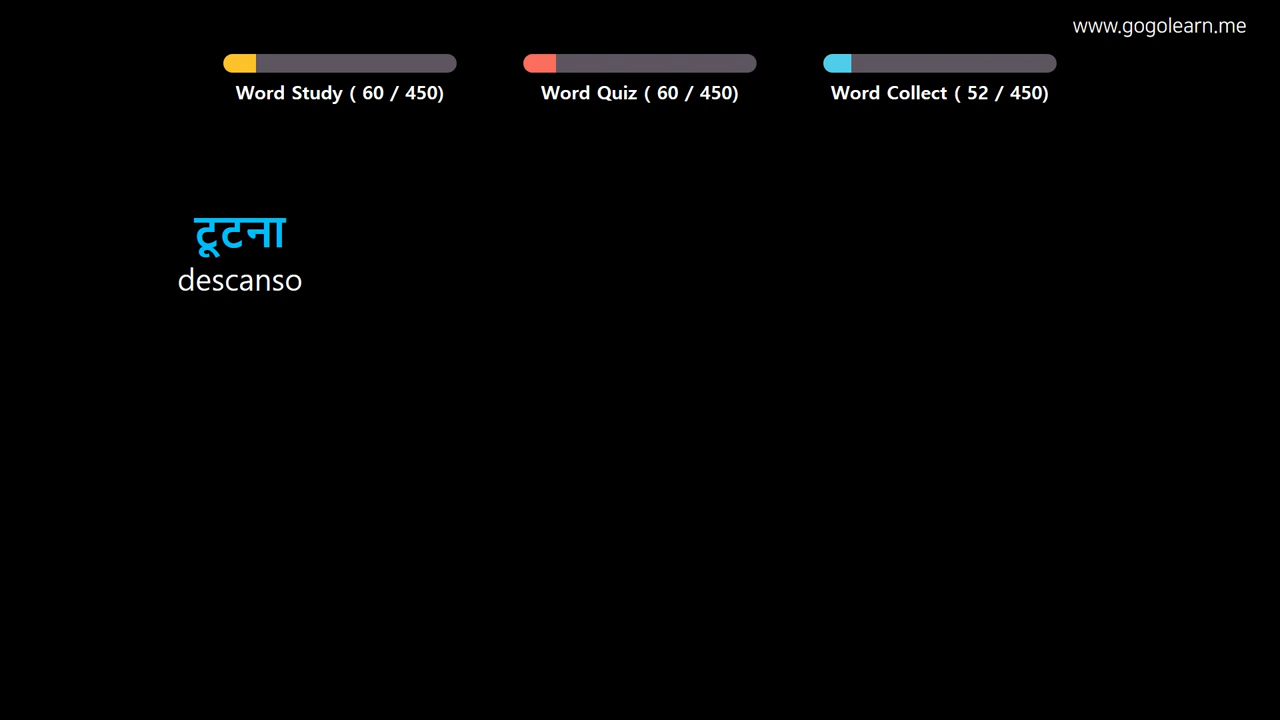 www.gogolearn.me
Word Study ( 60 / 450)
Word Quiz ( 60 / 450)
Word Collect ( 52 / 450)
टूटना
descanso